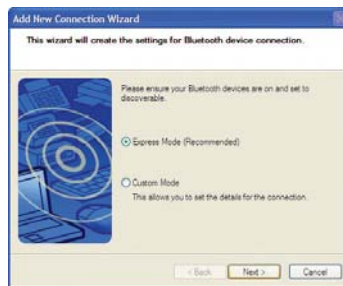 Add New Connection Wizard
This wizard will create the settings for Bluetooth device connection.
Please ensure your Bluetooth devices are on and set to
discoverable.
Express Mode (Recommended)
Custom Mode
This allows you to set the details for the connection.
< Back
Next >
Cancel